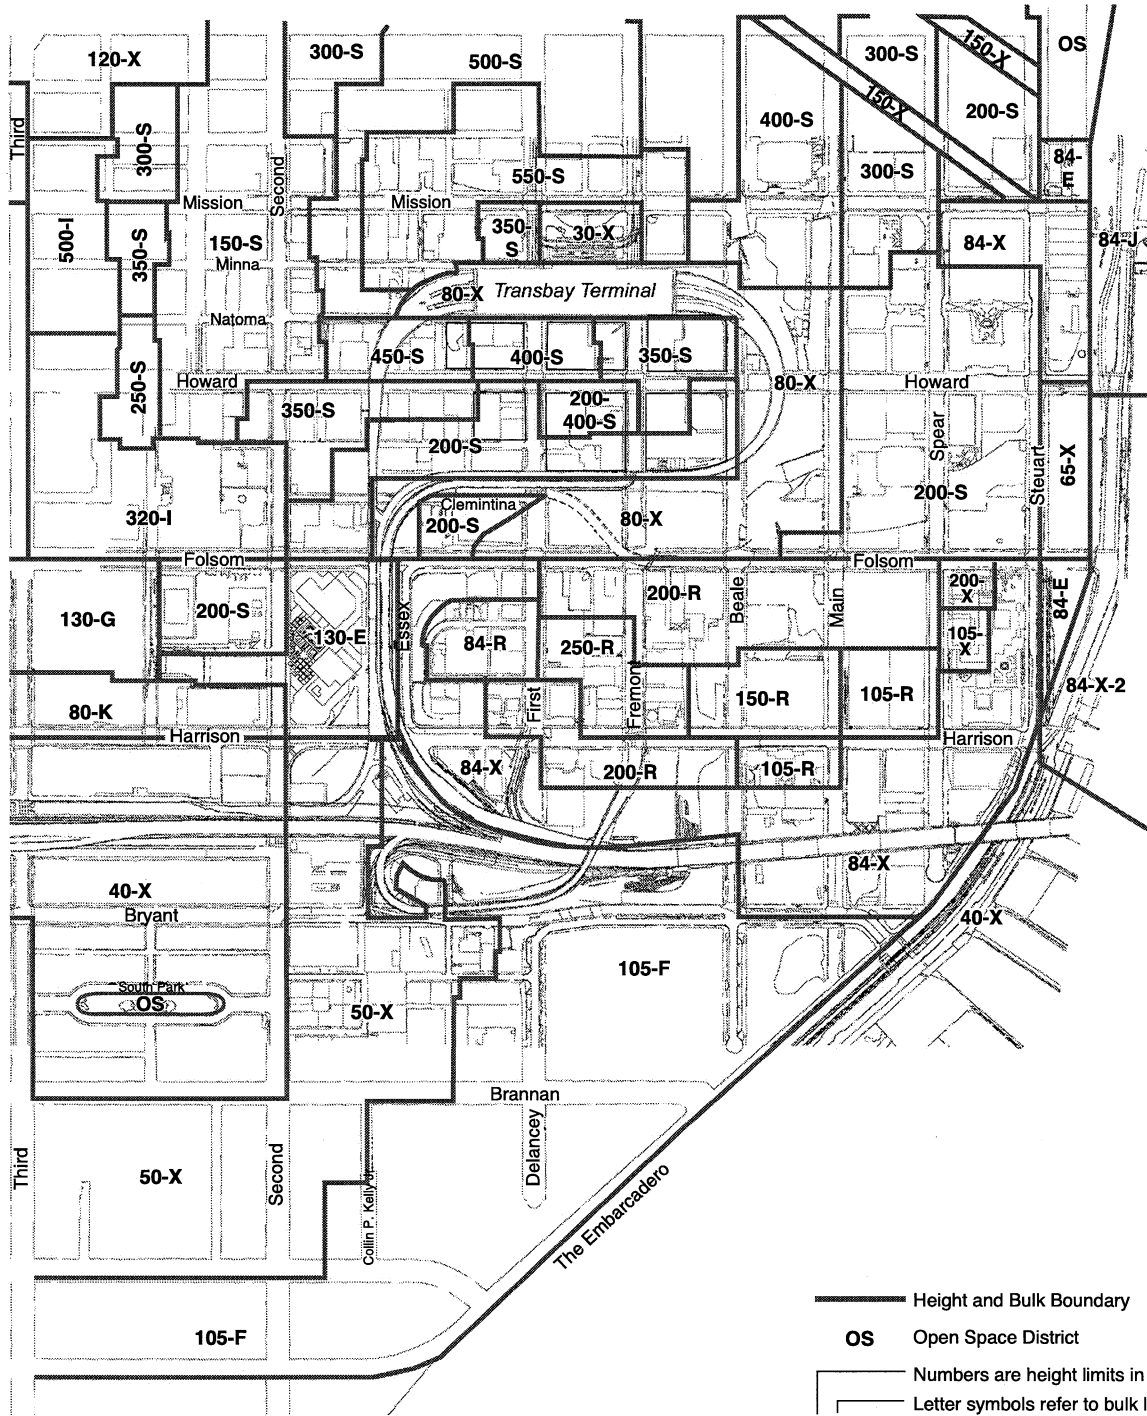 120-X
300-S
500-S
300-S
150-X
OS
150-X
200-S
400-S
Third
300-S
Second
550-S
300-S
84-
E
Mission
Mission
500-I
350-S
150-S
350-
S
30-X
84-X
84-J
Minna
80-X
Transbay Terminal
Natoma
450-S
400-S
350-S
80-X
Howard
Howard
250-S
350-S
200-
400-S
200-S
Spear
Steuart
65-X
320-I
Clemintina
200-S
80-X
200-S
Folsom
Folsom
130-G
200-S
130-E
Essex
84-R
250-R
200-R
Beale
Main
200-
X
84-E
105-
X
80-K
First
Fremont
150-R
105-R
84-X-2
Harrison
Harrison
84-X
200-R
105-R
84-X
40-X
Bryant
40-X
105-F
South Park
OS
50-X
Brannan
Delancey
Third
50-X
Second
Collin P. Kelly Jr.
The Embarcadero
105-F
Height and Bulk Boundary
OS Open Space District
Numbers are height limits in
Letter symbols refer to bulk l